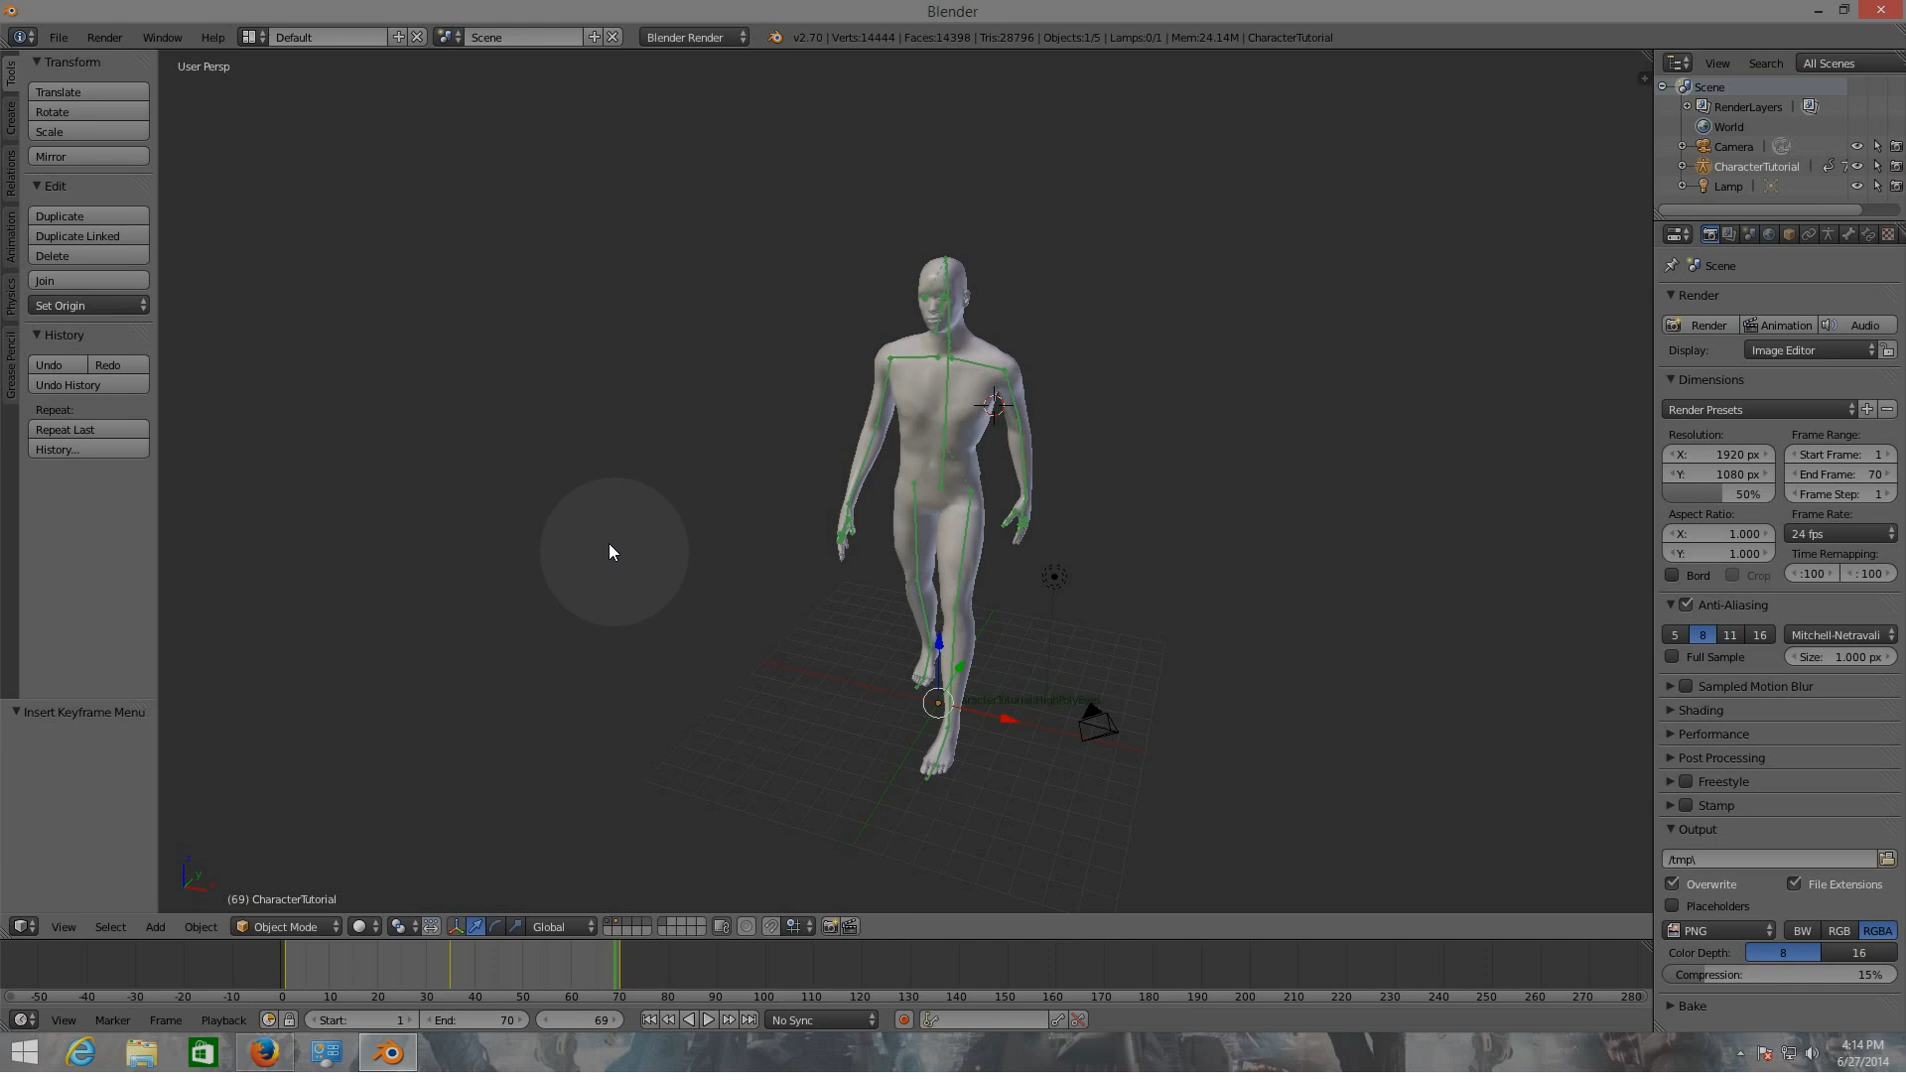 Blender
File Render Window Help Default Scene Blender Render v2.70 | Verts:14444 | Faces:14398 | Tris:28796 | Objects:1/5 | Lamps:0/1 | Mem:24.14M | CharacterTutorial
User Persp
Tools
Create
Relations
Animation
Physics
Grease Pencil
Transform
Translate
Rotate
Scale
Mirror
Edit
Duplicate
Duplicate Linked
Delete
Join
Set Origin
History
Undo Redo
Undo History
Repeat:
Repeat Last
History...
Insert Keyframe Menu
(69) CharacterTutorial
View Select Add Object Object Mode Global
-50 -40 -30 -20 -10 0 10 20 30 40 50 60 70 80 90 100 110 120 130 140 150 160 170 180 190 200 210 220 230 240 250 260 270 280
View Marker Frame Playback Start: 1 End: 70 69 No Sync
View Search All Scenes
Scene
RenderLayers |
World
Camera |
CharacterTutorial |
Lamp |
Scene
Render
Render Animation Audio
Display: Image Editor
Dimensions
Render Presets
Resolution: Frame Range:
X: 1920 px Start Frame: 1
Y: 1080 px End Frame: 70
50% Frame Step: 1
Aspect Ratio: Frame Rate:
X: 1.000 24 fps
Y: 1.000 Time Remapping:
Bord Crop :100 : 100
Anti-Aliasing
5 8 11 16 Mitchell-Netravali
Full Sample Size: 1.000 px
Sampled Motion Blur
Shading
Performance
Post Processing
Freestyle
Stamp
Output
/tmp\
Overwrite File Extensions
Placeholders
PNG BW RGB RGBA
Color Depth: 8 16
Compression: 15%
Bake
4:14 PM
6/27/2014